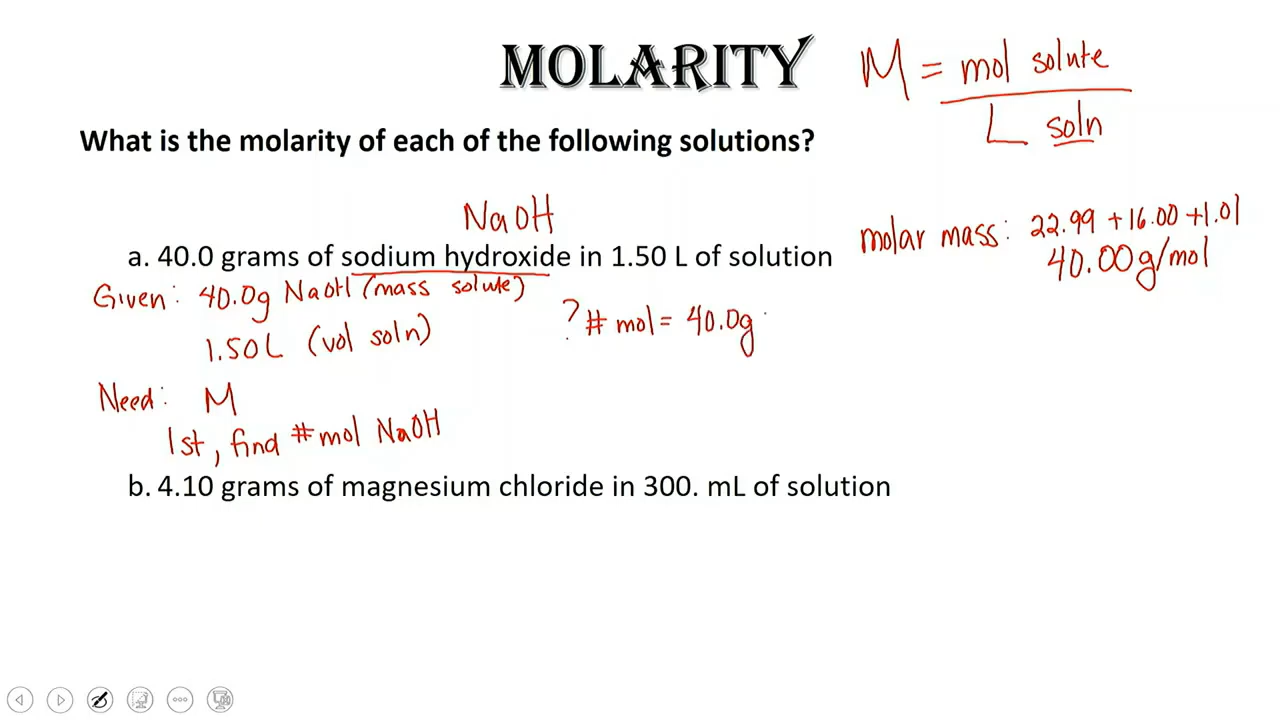 MOLARITY
M = mol solute
L soln
What is the molarity of each of the following solutions?
NaOH
molar mass: 22.99 + 16.00 + 1.01
40.00 g/mol
a. 40.0 grams of sodium hydroxide in 1.50 L of solution
Given: 40.0g NaOH (mass solute)
1.50L (vol soln)
? # mol = 40.0g
Need: M
1st, find # mol NaOH
b. 4.10 grams of magnesium chloride in 300. mL of solution